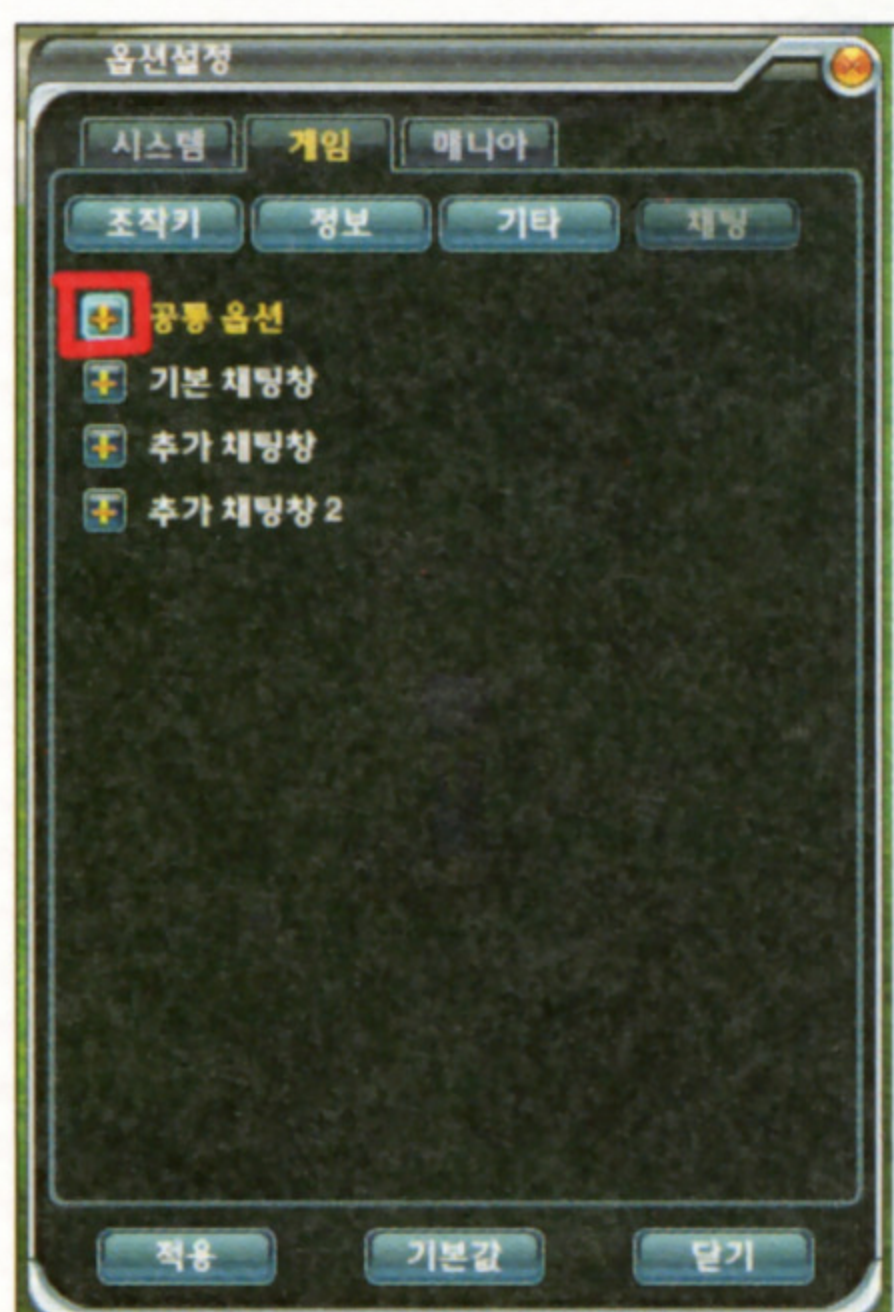 옵션설정
시스템 게임 매니아
조작키 정보 기타 채팅
공통 옵션
기본 채팅창
추가 채팅창
추가 채팅창 2
적용 기본값 닫기